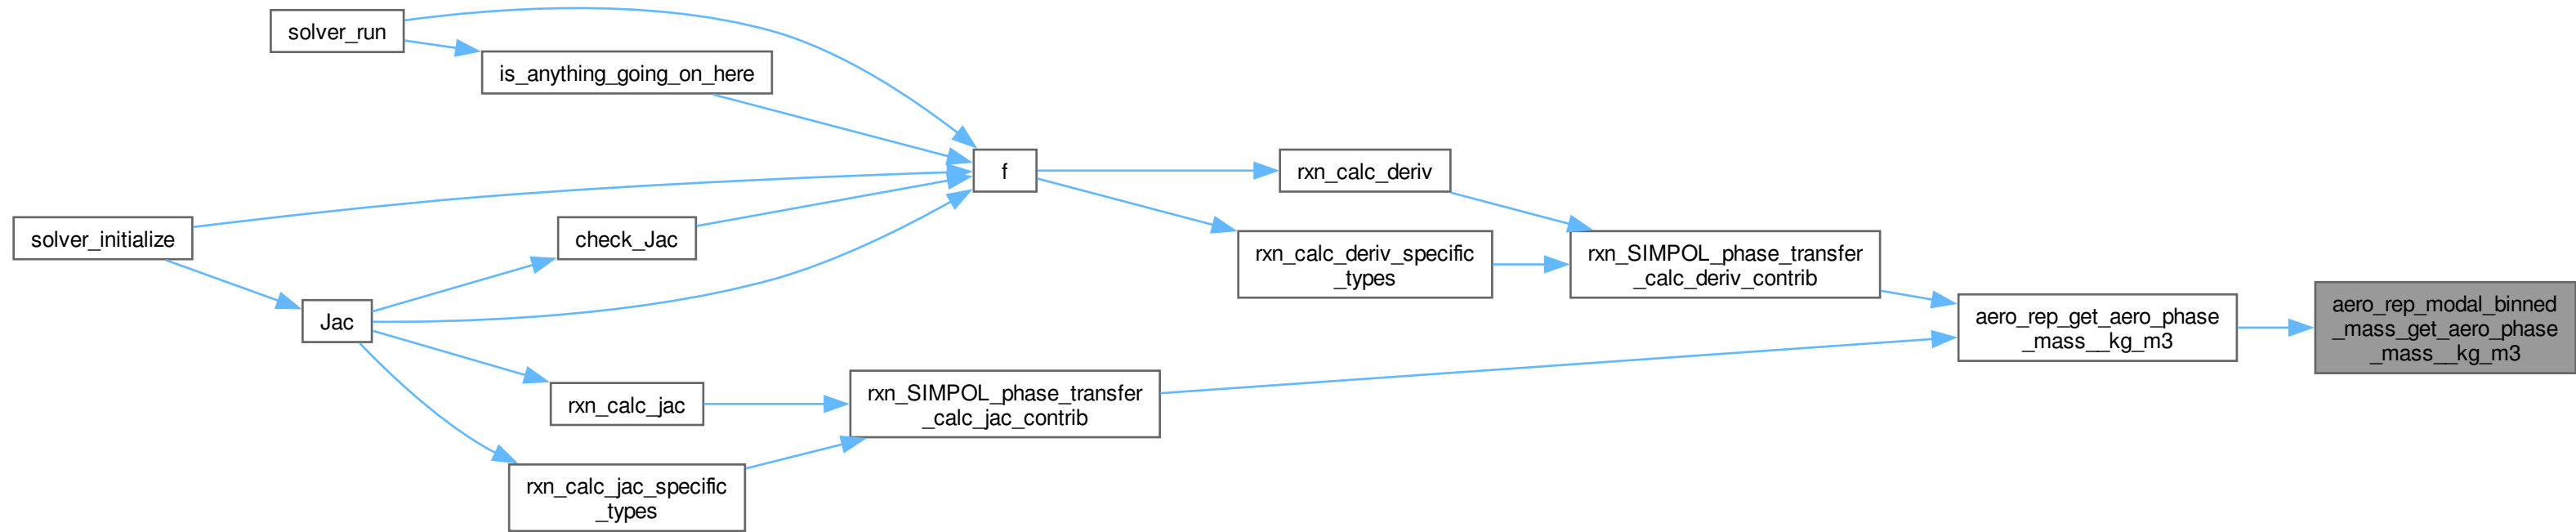 solver_run
is_anything_going_on_here
f
rxn_calc_deriv
solver_initialize
check_Jac
rxn_calc_deriv_specific
_types
rxn_SIMPOL_phase_transfer
_calc_deriv_contrib
Jac
aero_rep_get_aero_phase
_mass__kg_m3
aero_rep_modal_binned
_mass_get_aero_phase
_mass__kg_m3
rxn_calc_jac
rxn_SIMPOL_phase_transfer
_calc_jac_contrib
rxn_calc_jac_specific
_types